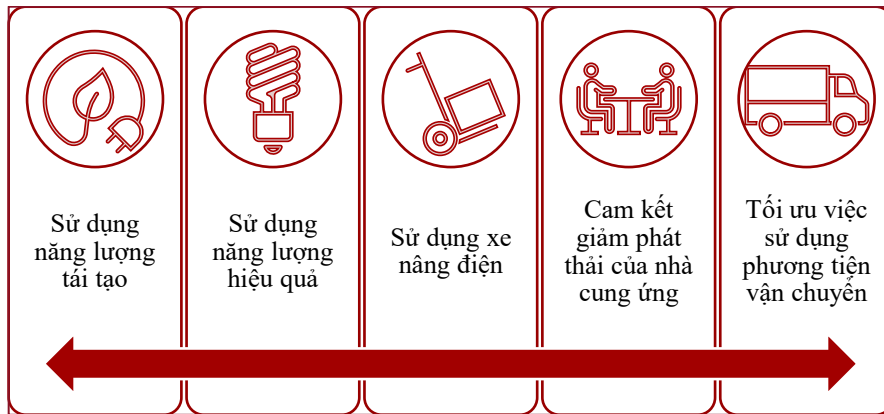 Sử dụng
năng lượng
tái tạo
Sử dụng
năng lượng
hiệu quả
Sử dụng xe
nâng điện
Cam kết
giảm phát
thải của nhà
cung ứng
Tối ưu việc
sử dụng
phương tiện
vận chuyển